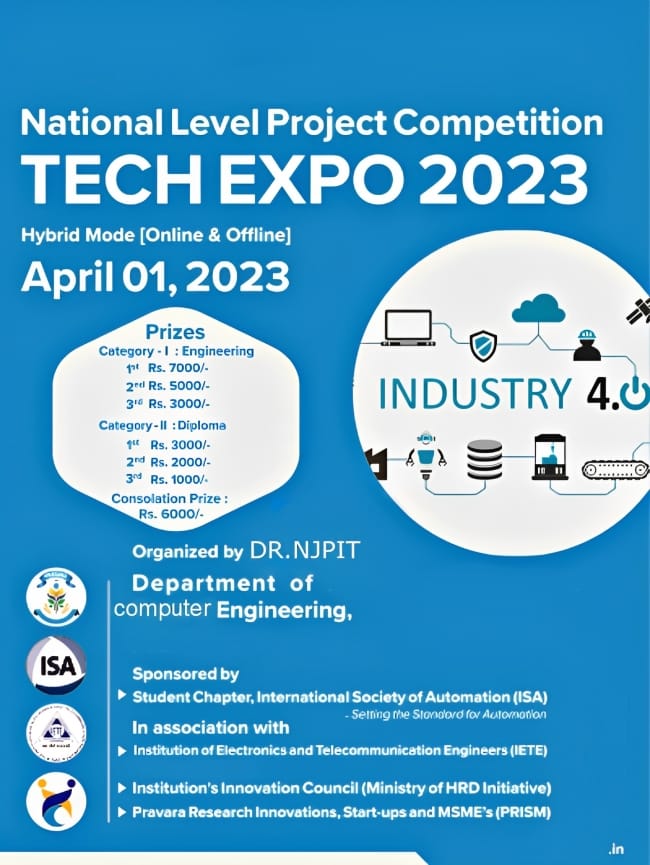 National Level Project Competition
TECH EXPO 2023
Hybrid Mode [Online & Offline]
April 01, 2023
Prizes
Category - I : Engineering
1st Rs. 7000/-
2nd Rs. 5000/-
3rd Rs. 3000/-
Category-II : Diploma
1st Rs. 3000/-
2nd Rs. 2000/-
3rd Rs. 1000/-
Consolation Prize :
Rs. 6000/-
INDUSTRY 4.0
Organized by DR.NJPIT
Department of
computer Engineering,
ISA
Sponsored by
Student Chapter, International Society of Automation (ISA)
- Setting the Standard for Automation
In association with
IETE
Institution of Electronics and Telecommunication Engineers (IETE)
Institution's Innovation Council (Ministry of HRD Initiative)
Pravara Research Innovations, Start-ups and MSME's (PRISM)
.in